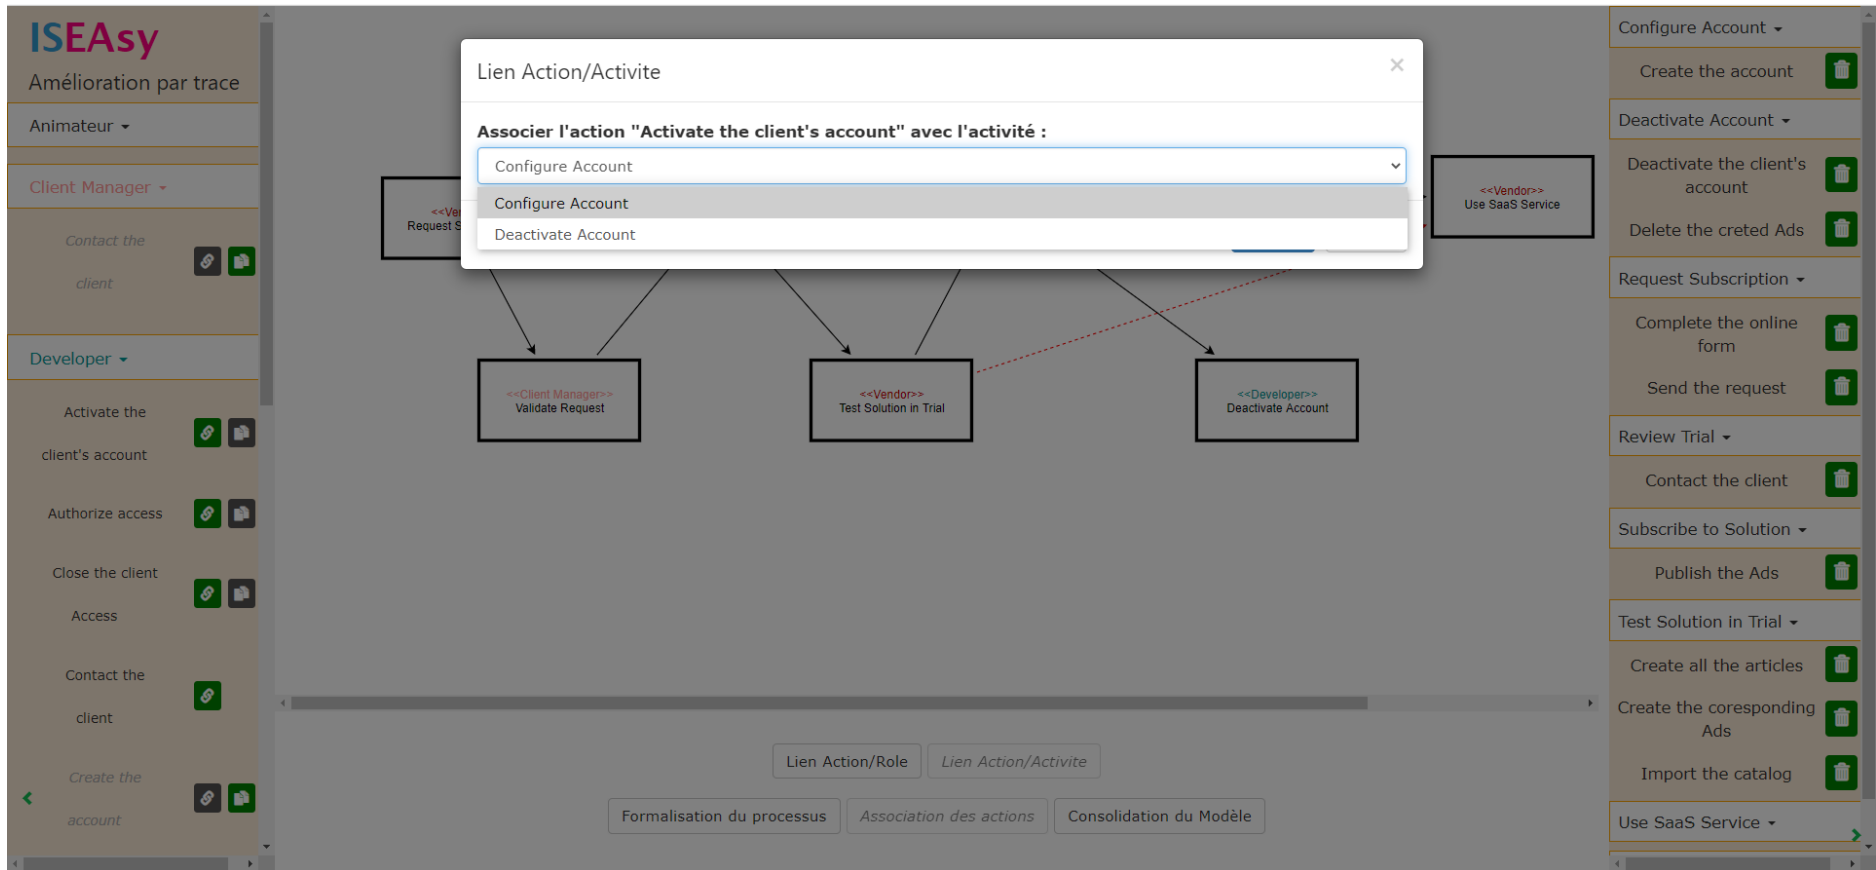 ISEAsy
Amélioration par trace
Animateur
Client Manager
Contact the
client
Developer
Activate the
client's account
Authorize access
Close the client
Access
Contact the
client
Create the
account
Lien Action/Activite
×
Associer l'action "Activate the client's account" avec l'activité :
Configure Account
Configure Account
Deactivate Account
Request S
<<Vendor>>
Use SaaS Service
<<Client Manager>>
Validate Request
<<Vendor>>
Test Solution in Trial
<<Developer>>
Deactivate Account
Lien Action/Role
Lien Action/Activite
Formalisation du processus
Association des actions
Consolidation du Modèle
Configure Account
Create the account
Deactivate Account
Deactivate the client's
account
Delete the creted Ads
Request Subscription
Complete the online
form
Send the request
Review Trial
Contact the client
Subscribe to Solution
Publish the Ads
Test Solution in Trial
Create all the articles
Create the coresponding
Ads
Import the catalog
Use SaaS Service